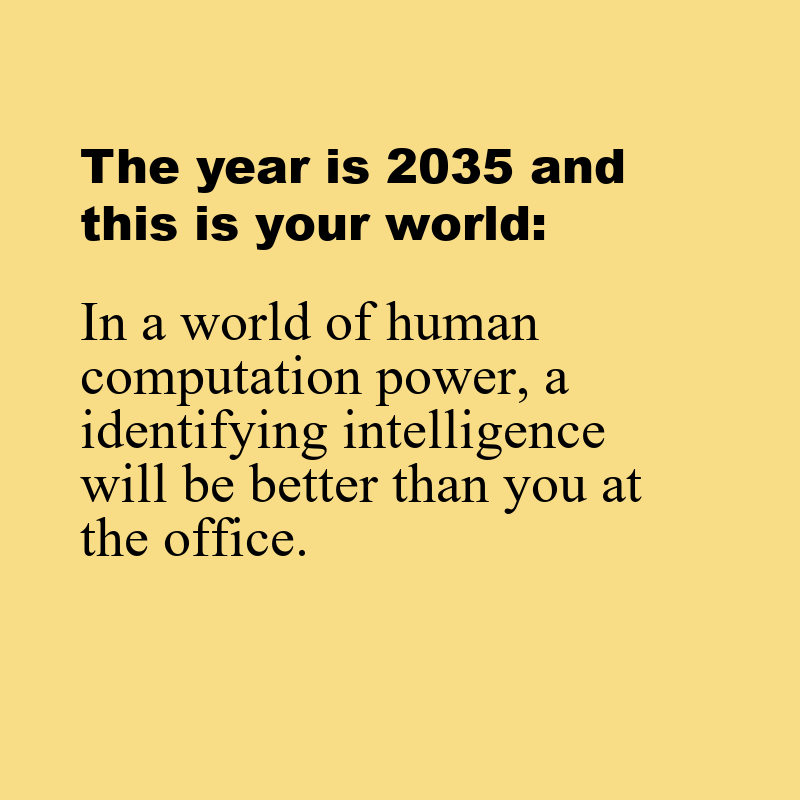 The year is 2035 and
this is your world:
In a world of human
computation power, a
identifying intelligence
will be better than you at
the office.